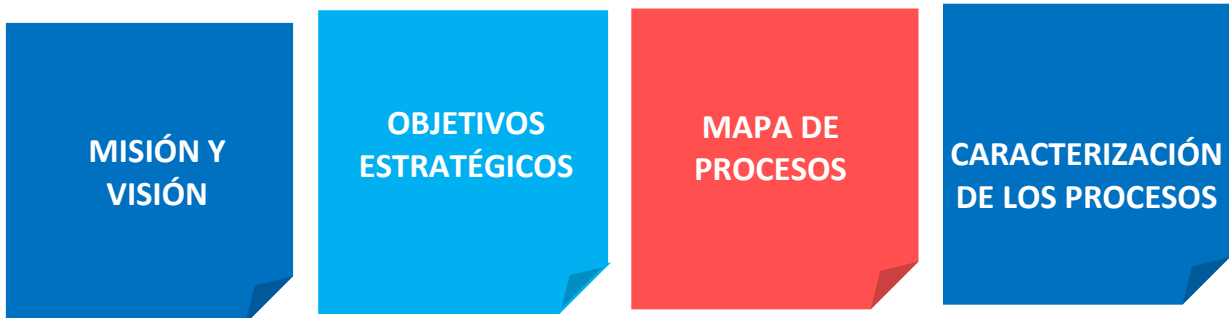 MISIÓN Y
VISIÓN
OBJETIVOS
ESTRATÉGICOS
MAPA DE
PROCESOS
CARACTERIZACIÓN
DE LOS PROCESOS